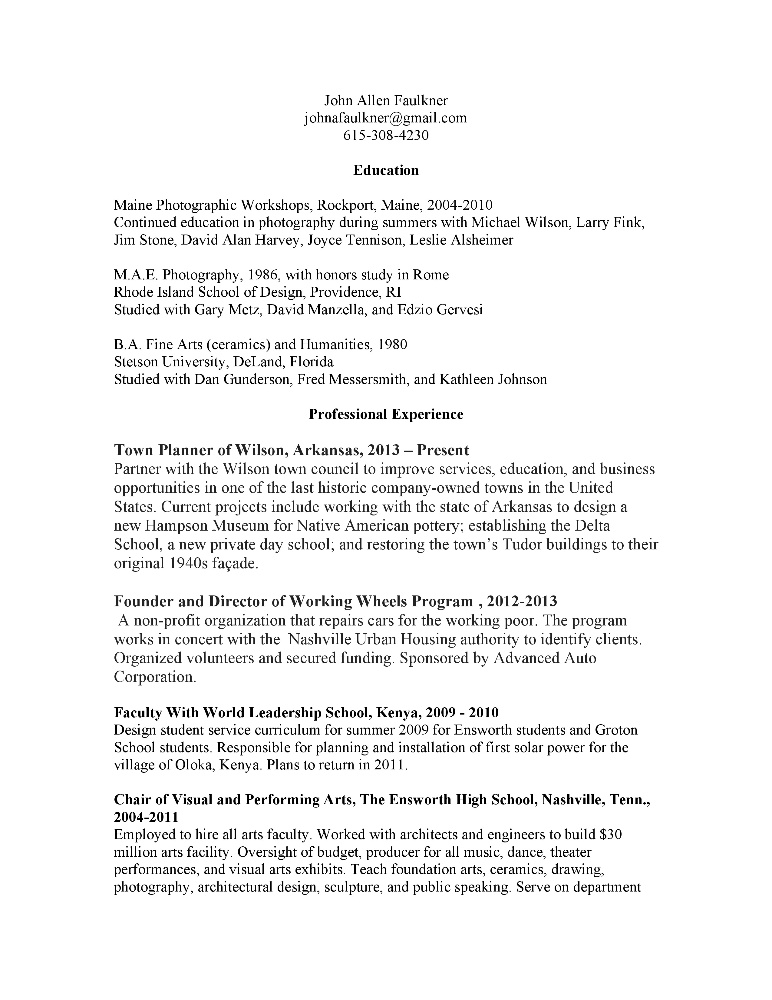 John Allen Faulkner
johnafaulkner@gmail.com
615-308-4230
Education
Maine Photographic Workshops, Rockport, Maine, 2004-2010
Continued education in photography during summers with Michael Wilson, Larry Fink,
Jim Stone, David Alan Harvey, Joyce Tennison, Leslie Alsheimer
M.A.E. Photography, 1986, with honors study in Rome
Rhode Island School of Design, Providence, RI
Studied with Gary Metz, David Manzella, and Edzio Gervesi
B.A. Fine Arts (ceramics) and Humanities, 1980
Stetson University, DeLand, Florida
Studied with Dan Gunderson, Fred Messersmith, and Kathleen Johnson
Professional Experience
Town Planner of Wilson, Arkansas, 2013 – Present
Partner with the Wilson town council to improve services, education, and business
opportunities in one of the last historic company-owned towns in the United
States. Current projects include working with the state of Arkansas to design a
new Hampson Museum for Native American pottery; establishing the Delta
School, a new private day school; and restoring the town’s Tudor buildings to their
original 1940s façade.
Founder and Director of Working Wheels Program , 2012-2013
A non-profit organization that repairs cars for the working poor. The program
works in concert with the  Nashville Urban Housing authority to identify clients.
Organized volunteers and secured funding. Sponsored by Advanced Auto
Corporation.
Faculty With World Leadership School, Kenya, 2009 - 2010
Design student service curriculum for summer 2009 for Ensworth students and Groton
School students. Responsible for planning and installation of first solar power for the
village of Oloka, Kenya. Plans to return in 2011.
Chair of Visual and Performing Arts, The Ensworth High School, Nashville, Tenn.,
2004-2011
Employed to hire all arts faculty. Worked with architects and engineers to build $30
million arts facility. Oversight of budget, producer for all music, dance, theater
performances, and visual arts exhibits. Teach foundation arts, ceramics, drawing,
photography, architectural design, sculpture, and public speaking. Serve on department